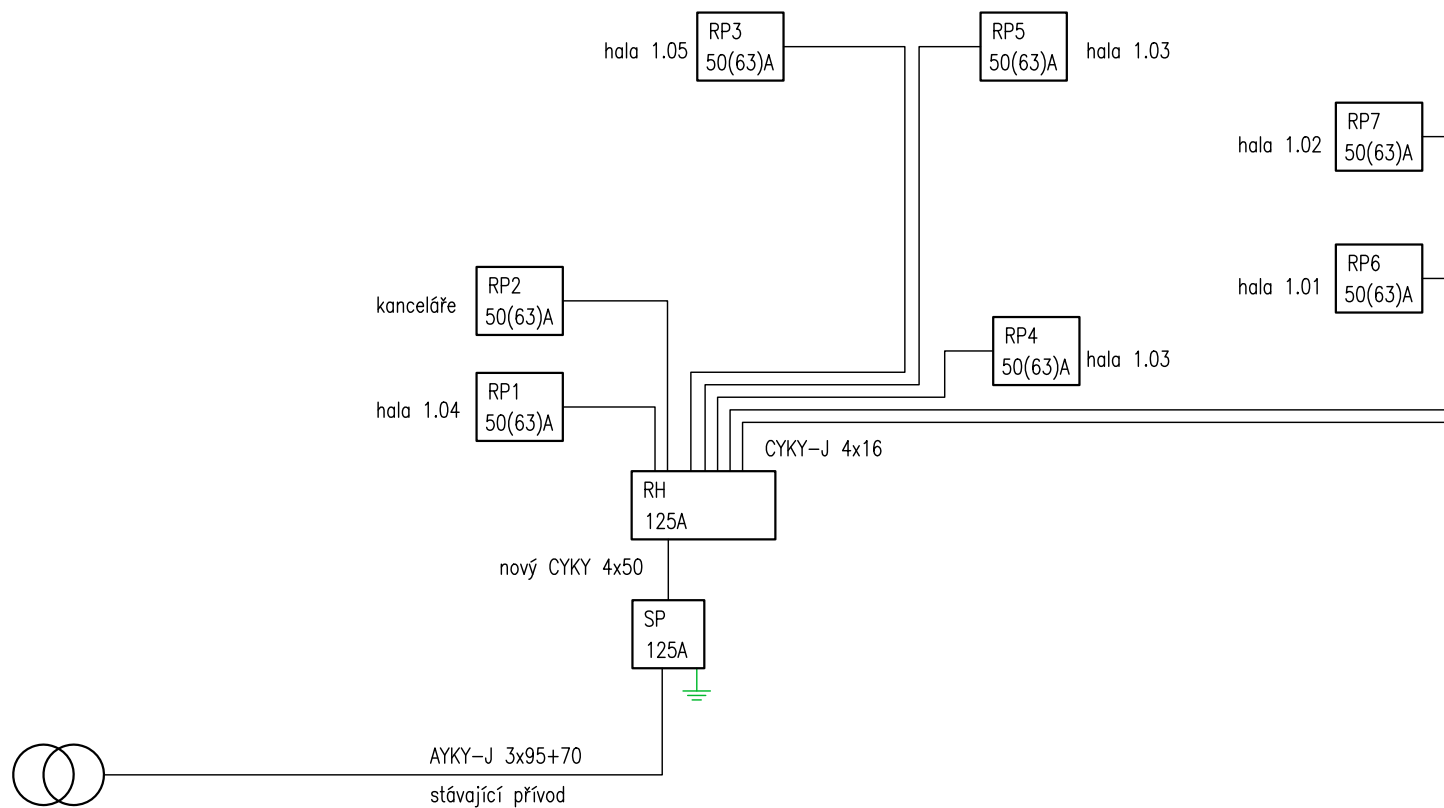 hala 1.05
RP3
50(63)A
RP5
50(63)A
hala 1.03
hala 1.02
RP7
50(63)A
kanceláře
RP2
50(63)A
hala 1.01
RP6
50(63)A
RP4
50(63)A
hala 1.03
hala 1.04
RP1
50(63)A
CYKY-J 4x16
RH
125A
nový CYKY 4x50
SP
125A
AYKY-J 3x95+70
stávající přívod